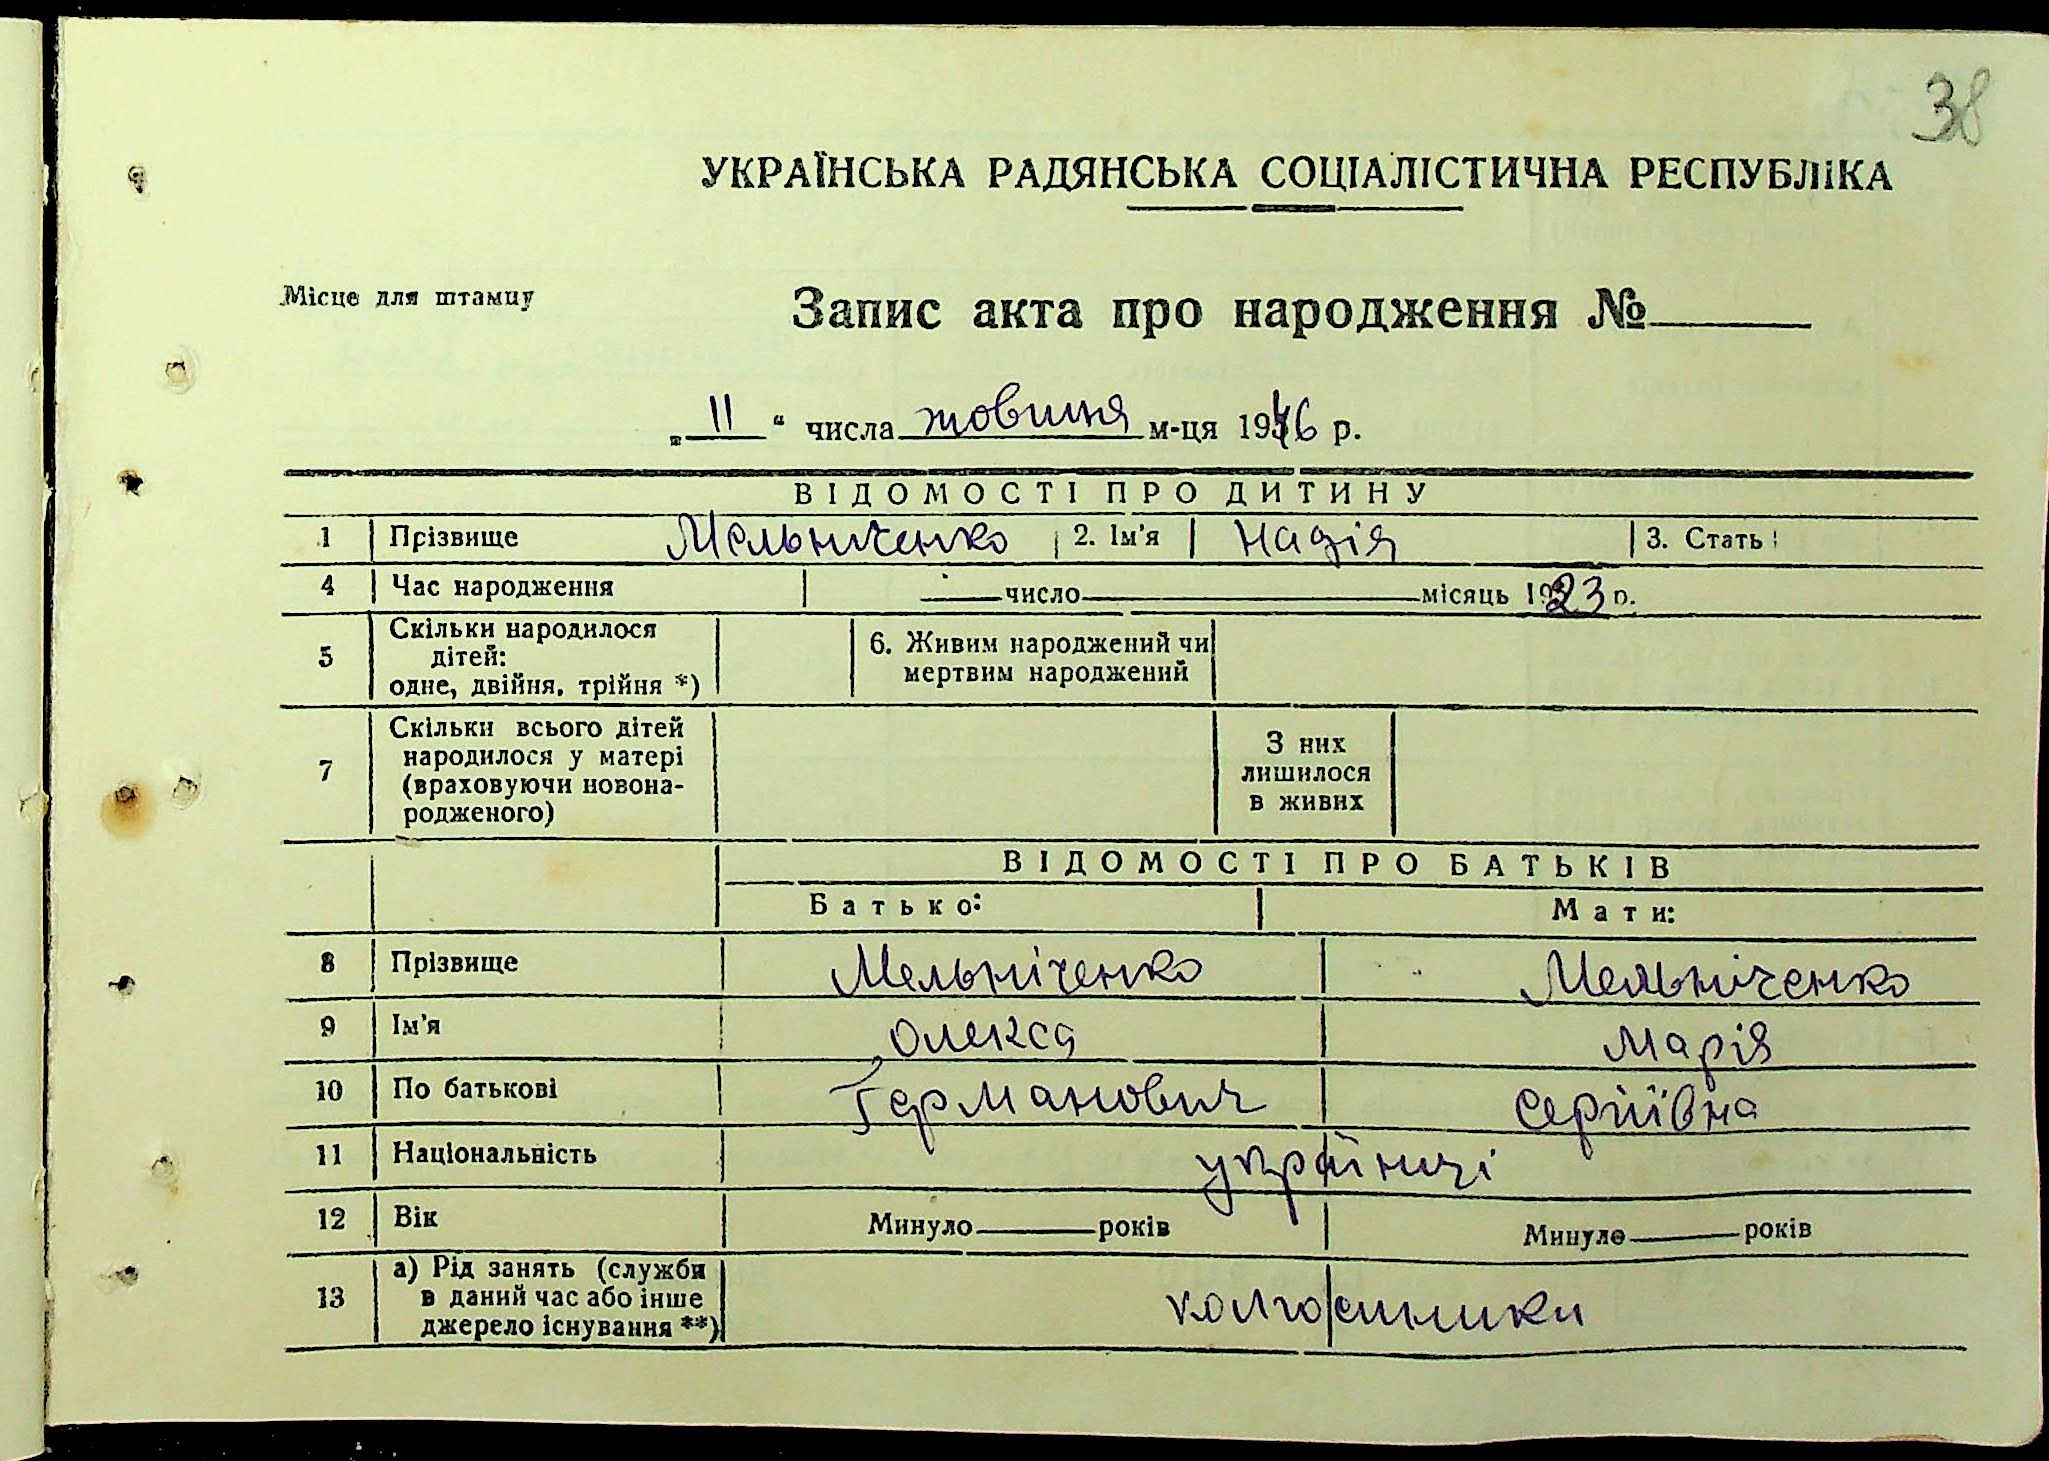 38
УКРАЇНСЬКА РАДЯНСЬКА СОЦІАЛІСТИЧНА РЕСПУБЛІКА
Місце для штампу
Запис акта про народження №
„ 11 “ числа жовтня м-ця 1946 р.
ВІДОМОСТІ ПРО ДИТИНУ
1 Прізвище Мельниченко 2. Ім'я Надія 3. Стать
4 Час народження число місяць 1923 р.
5 Скільки народилося дітей: одне, двійня, трійня *) 6. Живим народжений чи мертвим народжений
7 Скільки всього дітей народилося у матері (враховуючи новонародженого) З них лишилося в живих
ВІДОМОСТІ ПРО БАТЬКІВ
Батько: Мати:
8 Прізвище Мельніченко Мельніченко
9 Ім'я Олекса Марія
10 По батькові Германович Сергіївна
11 Національність українці
12 Вік Минуло років Минуло років
13 а) Рід занять (служби в даний час або інше джерело існування **) колгоспники